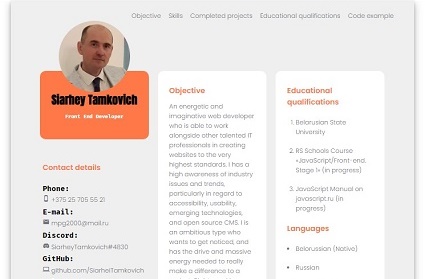 Objective Skills Completed projects Educational qualifications Code example
Siarhey Tamkovich
Front End Developer
Contact details
Phone:
+375 25 705 55 21
E-mail:
mpg2000@mail.ru
Discord:
SiarheyTamkovich#4830
GitHub:
github.com/SiarheiTamkovich
Objective
An energetic and
imaginative web developer
who is able to work
alongside other talented IT
professionals in creating
websites to the very
highest standards. I has a
high awareness of industry
issues and trends,
particularly in regard to
accessibility, usability,
emerging technologies,
and open source CMS. I is
an ambitious type who
wants to get noticed, and
has the drive and massive
energy needed to really
make a difference to a
Educational
qualifications
1. Belarusian State
University
2. RS Schools Course
«JavaScript/Front-end.
Stage 1» (in progress)
3. JavaScript Manual on
javascript.ru (in
progress)
Languages
• Belorussian (Native)
• Russian